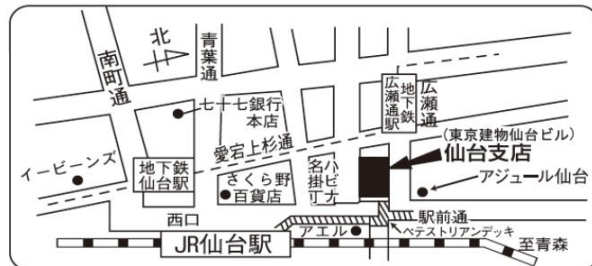 南町通
北
青葉通
七十七銀行
本店
愛宕上杉通
地下鉄
広瀬通駅
広瀬通
(東京建物仙台ビル)
仙台支店
アジュール仙台
イービーンズ
地下鉄
仙台駅
さくら野
百貨店
名掛丁
西口
アエル
駅前通
ペデストリアンデッキ
JR仙台駅
至青森